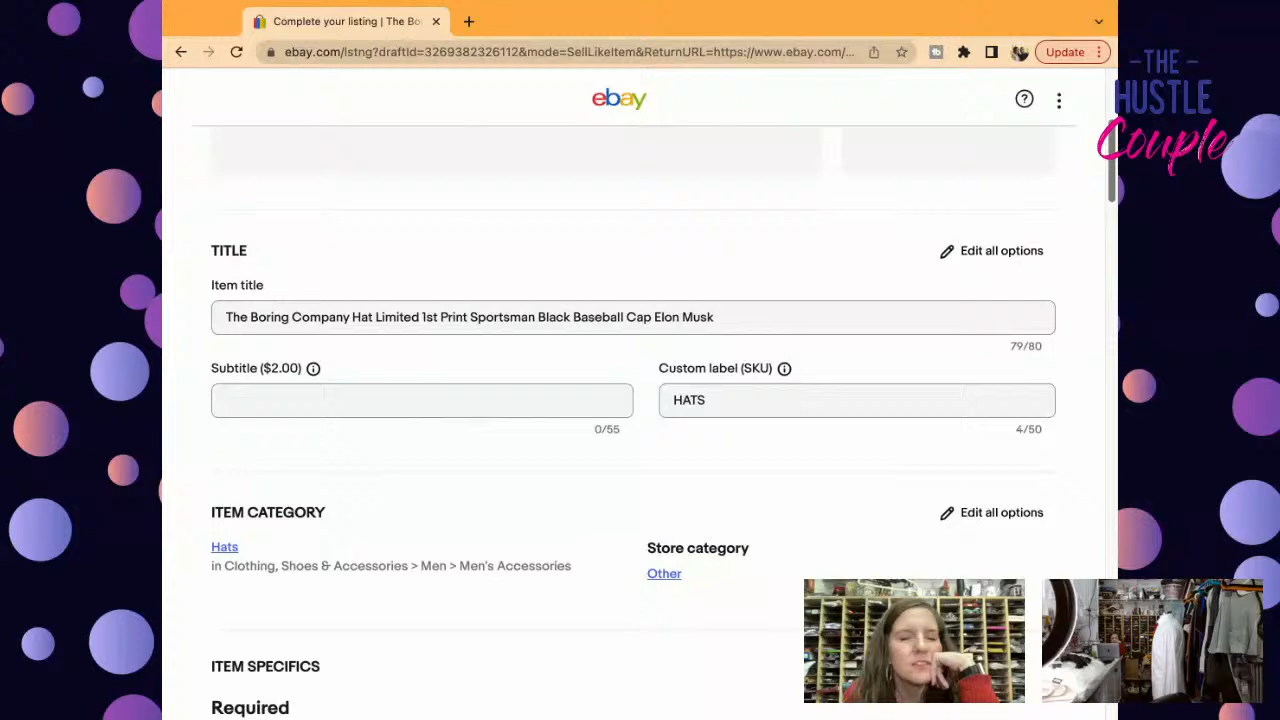 Complete your listing | The Bo
ebay.com/lstng?draftId=3269382326112&mode=SellLikeItem&ReturnURL=https://www.ebay.com/...
Update
-THE-
HUSTLE
Couple
ebay
TITLE
Edit all options
Item title
The Boring Company Hat Limited 1st Print Sportsman Black Baseball Cap Elon Musk
79/80
Subtitle ($2.00)
Custom label (SKU)
HATS
0/55
4/50
ITEM CATEGORY
Edit all options
Hats
in Clothing, Shoes & Accessories > Men > Men's Accessories
Store category
Other
ITEM SPECIFICS
Required